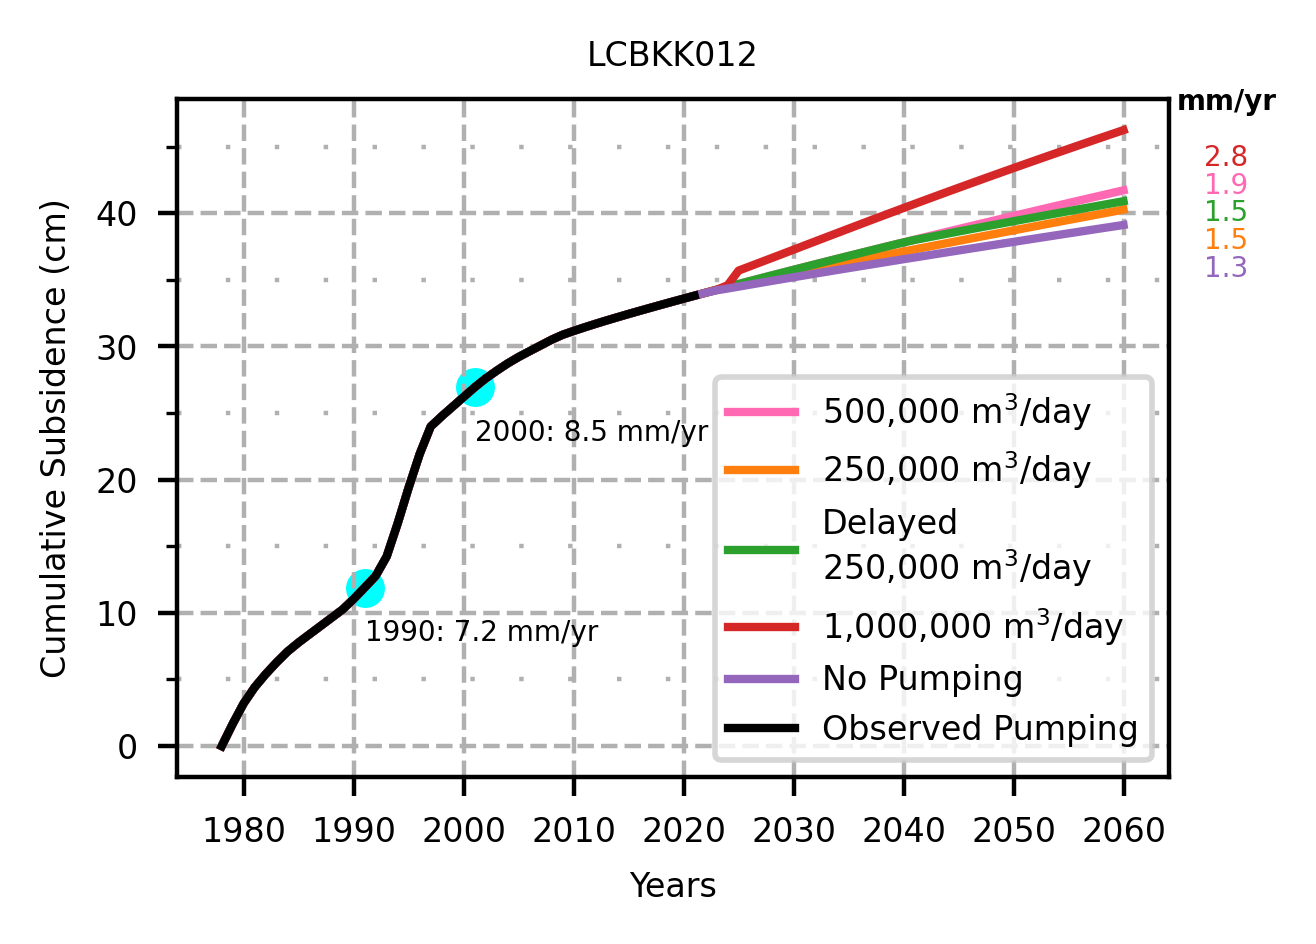 LCBKK012
mm/yr
2.8
1.9
1.5
1.5
1.3
Cumulative Subsidence (cm)
40
30
20
10
0
2000: 8.5 mm/yr
1990: 7.2 mm/yr
500,000 m³/day
250,000 m³/day
Delayed
250,000 m³/day
1,000,000 m³/day
No Pumping
Observed Pumping
1980 1990 2000 2010 2020 2030 2040 2050 2060
Years